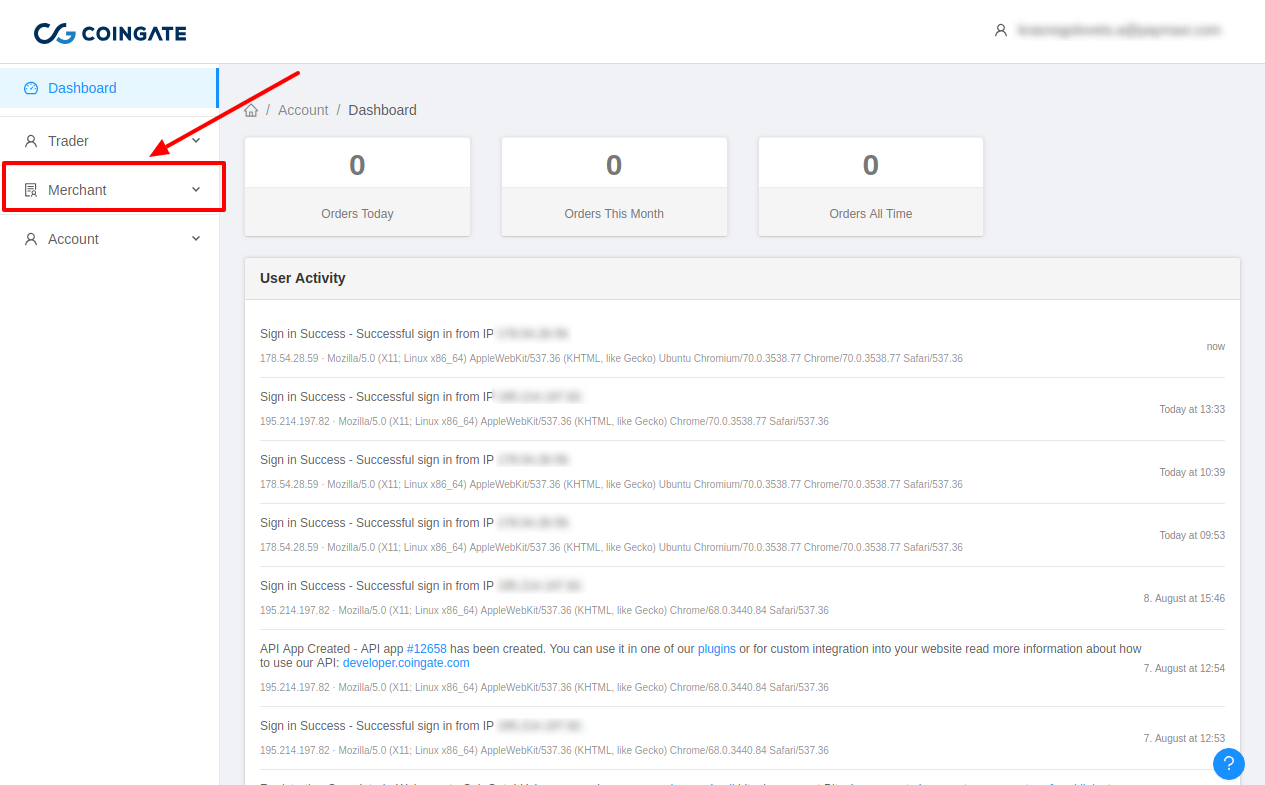 COINGATE
Dashboard
Trader
Merchant
Account
/ Account / Dashboard
0
Orders Today
0
Orders This Month
0
Orders All Time
User Activity
Sign in Success - Successful sign in from IP
178.54.28.59 · Mozilla/5.0 (X11; Linux x86_64) AppleWebKit/537.36 (KHTML, like Gecko) Ubuntu Chromium/70.0.3538.77 Chrome/70.0.3538.77 Safari/537.36
now
Sign in Success - Successful sign in from IP
195.214.197.82 · Mozilla/5.0 (X11; Linux x86_64) AppleWebKit/537.36 (KHTML, like Gecko) Chrome/70.0.3538.77 Safari/537.36
Today at 13:33
Sign in Success - Successful sign in from IP
178.54.28.59 · Mozilla/5.0 (X11; Linux x86_64) AppleWebKit/537.36 (KHTML, like Gecko) Ubuntu Chromium/70.0.3538.77 Chrome/70.0.3538.77 Safari/537.36
Today at 10:39
Sign in Success - Successful sign in from IP
178.54.28.59 · Mozilla/5.0 (X11; Linux x86_64) AppleWebKit/537.36 (KHTML, like Gecko) Ubuntu Chromium/70.0.3538.77 Chrome/70.0.3538.77 Safari/537.36
Today at 09:53
Sign in Success - Successful sign in from IP
195.214.197.82 · Mozilla/5.0 (X11; Linux x86_64) AppleWebKit/537.36 (KHTML, like Gecko) Chrome/68.0.3440.84 Safari/537.36
8. August at 15:46
API App Created - API app #12658 has been created. You can use it in one of our plugins or for custom integration into your website read more information about how
to use our API: developer.coingate.com
195.214.197.82 · Mozilla/5.0 (X11; Linux x86_64) AppleWebKit/537.36 (KHTML, like Gecko) Chrome/68.0.3440.84 Safari/537.36
7. August at 12:54
Sign in Success - Successful sign in from IP
195.214.197.82 · Mozilla/5.0 (X11; Linux x86_64) AppleWebKit/537.36 (KHTML, like Gecko) Chrome/68.0.3440.84 Safari/537.36
7. August at 12:53
?